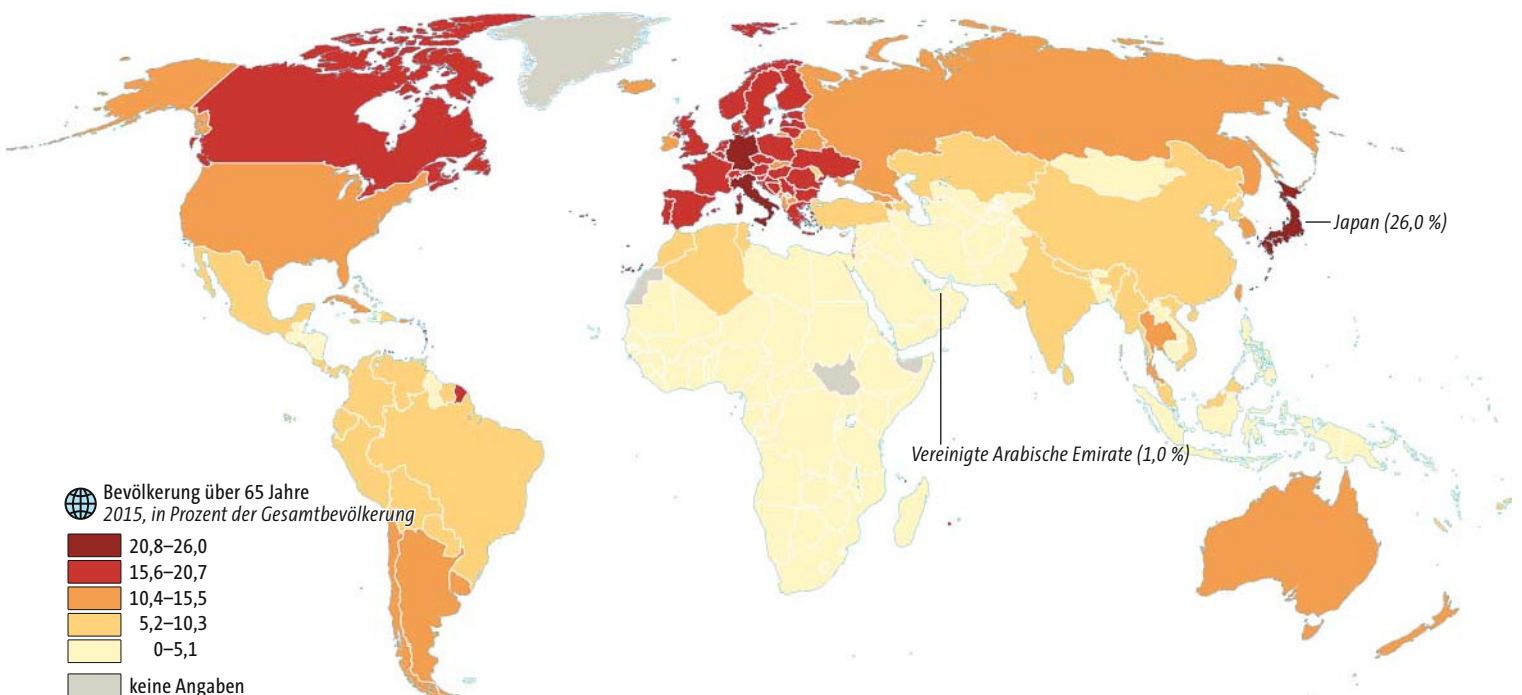 Japan (26,0 %)
Vereinigte Arabische Emirate (1,0 %)
Bevölkerung über 65 Jahre
2015, in Prozent der Gesamtbevölkerung
20,8–26,0
15,6–20,7
10,4–15,5
5,2–10,3
0–5,1
keine Angaben